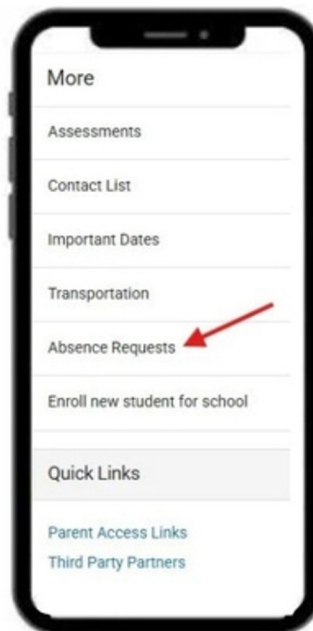 More
Assessments
Contact List
Important Dates
Transportation
Absence Requests
Enroll new student for school
Quick Links
Parent Access Links
Third Party Partners